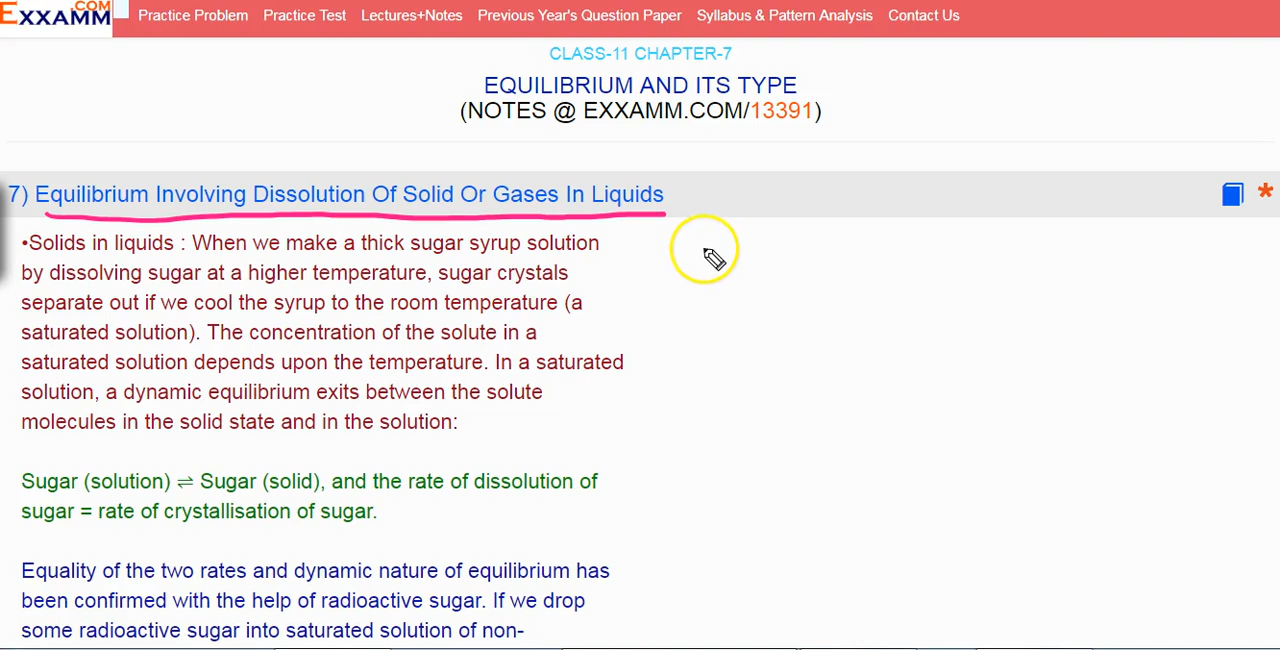 EXXAMM.COM
Practice Problem Practice Test Lectures+Notes Previous Year's Question Paper Syllabus & Pattern Analysis Contact Us
CLASS-11 CHAPTER-7
EQUILIBRIUM AND ITS TYPE
(NOTES @ EXXAMM.COM/13391)
7) Equilibrium Involving Dissolution Of Solid Or Gases In Liquids
•Solids in liquids : When we make a thick sugar syrup solution
by dissolving sugar at a higher temperature, sugar crystals
separate out if we cool the syrup to the room temperature (a
saturated solution). The concentration of the solute in a
saturated solution depends upon the temperature. In a saturated
solution, a dynamic equilibrium exits between the solute
molecules in the solid state and in the solution:
Sugar (solution) ⇌ Sugar (solid), and the rate of dissolution of
sugar = rate of crystallisation of sugar.
Equality of the two rates and dynamic nature of equilibrium has
been confirmed with the help of radioactive sugar. If we drop
some radioactive sugar into saturated solution of non-